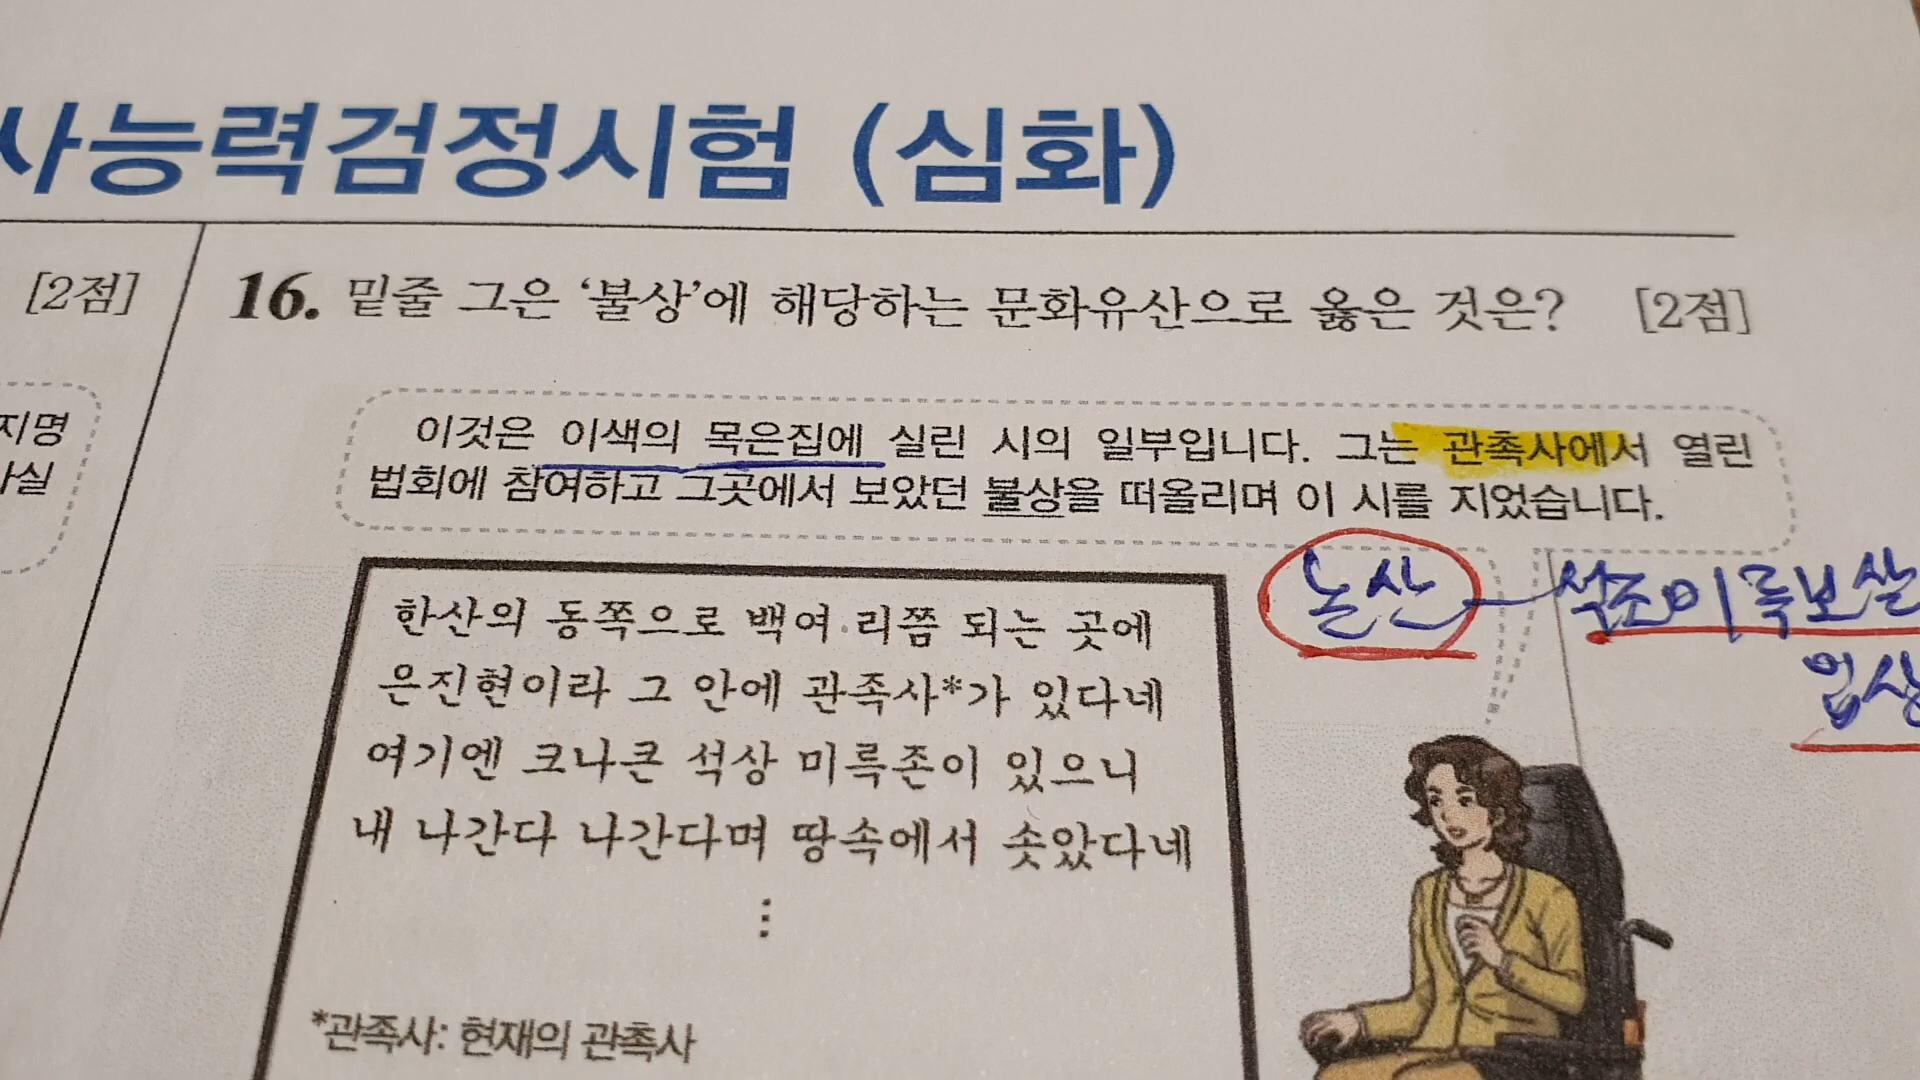 사능력검정시험 (심화)
[2점]
지명
사실
16. 밑줄 그은 ‘불상’에 해당하는 문화유산으로 옳은 것은? [2점]
이것은 이색의 목은집에 실린 시의 일부입니다. 그는 관촉사에서 열린
법회에 참여하고 그곳에서 보았던 불상을 떠올리며 이 시를 지었습니다.
논산 석조미륵보살
입상
한산의 동쪽으로 백여 리쯤 되는 곳에
은진현이라 그 안에 관족사*가 있다네
여기엔 크나큰 석상 미륵존이 있으니
내 나간다 나간다며 땅속에서 솟았다네
⋮
*관족사: 현재의 관촉사